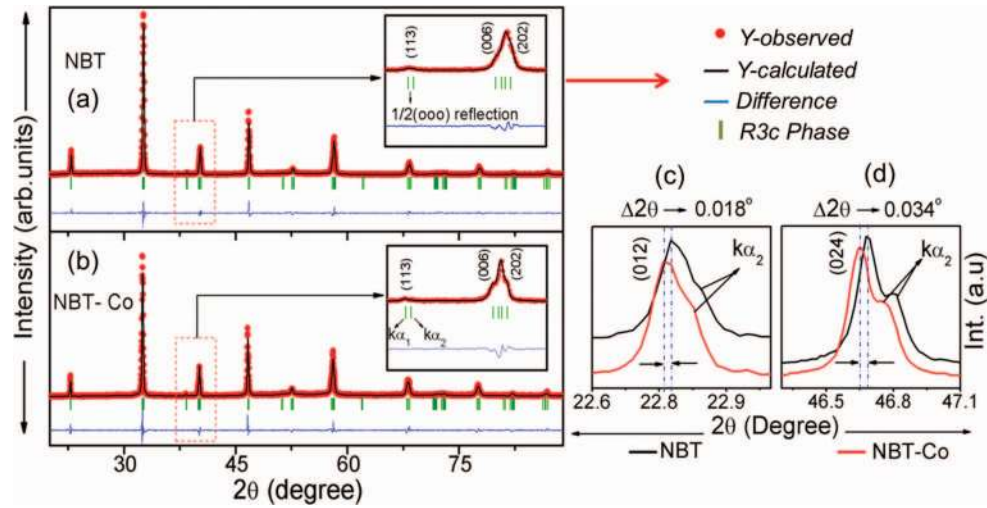 NBT
(a)
(113)
(006)
(202)
1/2(ooo) reflection
Y-observed
Y-calculated
Difference
R3c Phase
(b)
NBT- Co
(113)
(006)
(202)
kα1
kα2
Intensity (arb.units)
30 45 60 75
2θ (degree)
(c)
Δ2θ → 0.018°
(012)
kα2
22.6 22.8 22.9
(d)
Δ2θ → 0.034°
(024)
kα2
46.5 46.8 47.1
Int. (a.u)
2θ (Degree)
NBT
NBT-Co